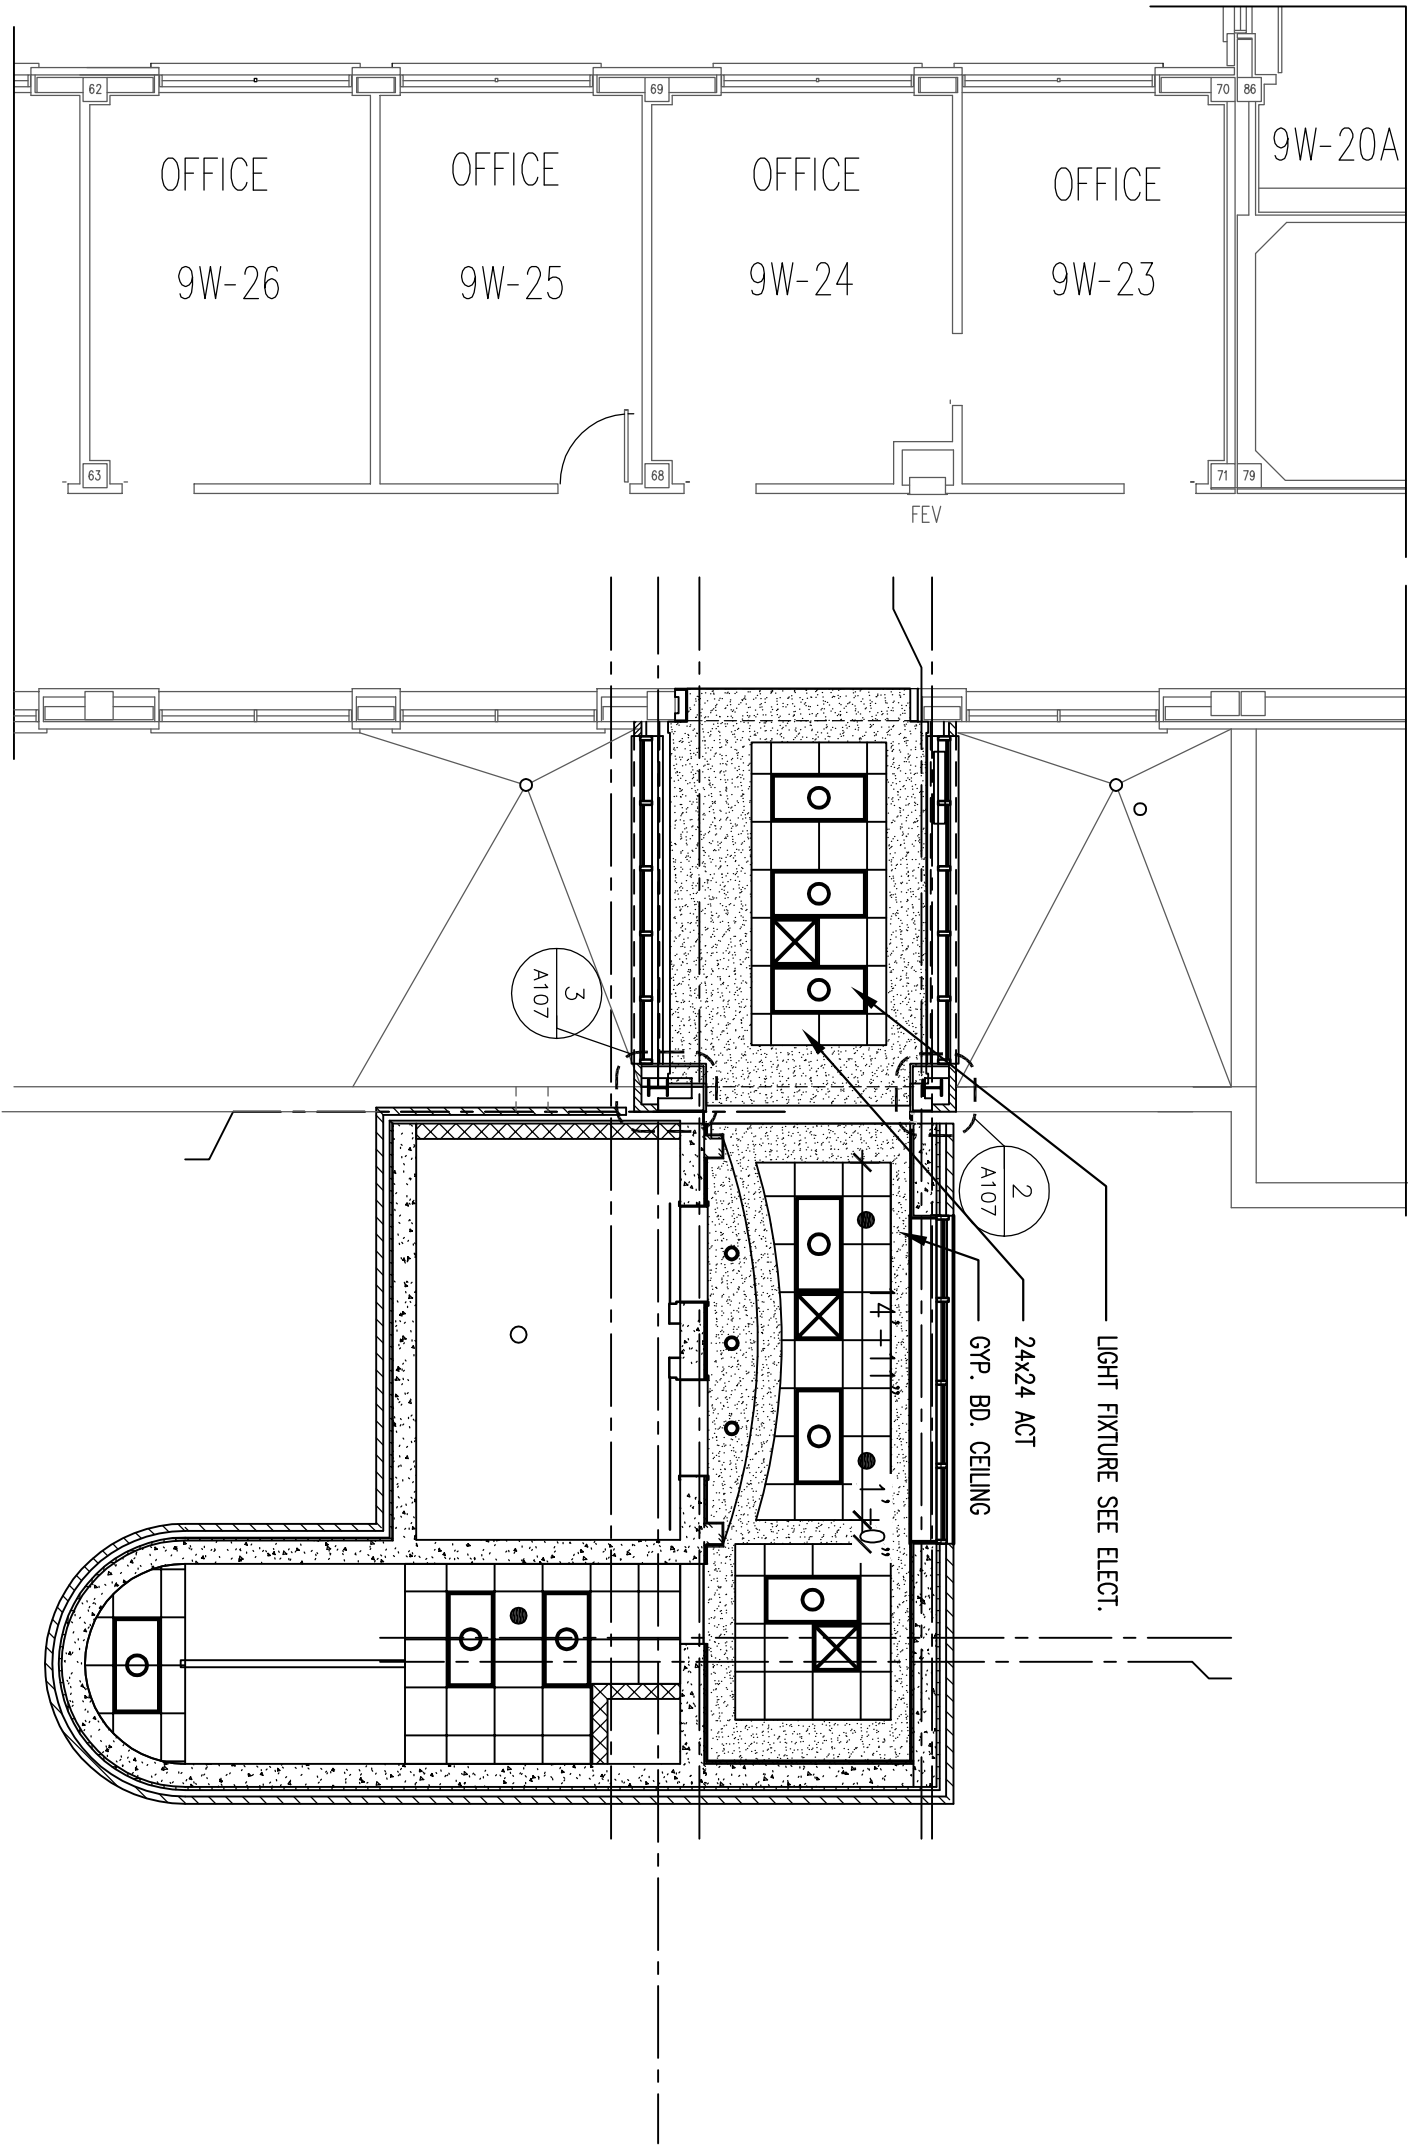 62
69
70
86
9W-20A
OFFICE
OFFICE
OFFICE
OFFICE
9W-26
9W-25
9W-24
9W-23
63
68
71
79
FEV
3
A107
2
A107
LIGHT FIXTURE SEE ELECT.
24x24 ACT
GYP. BD. CEILING
14'-11"
1'-0"